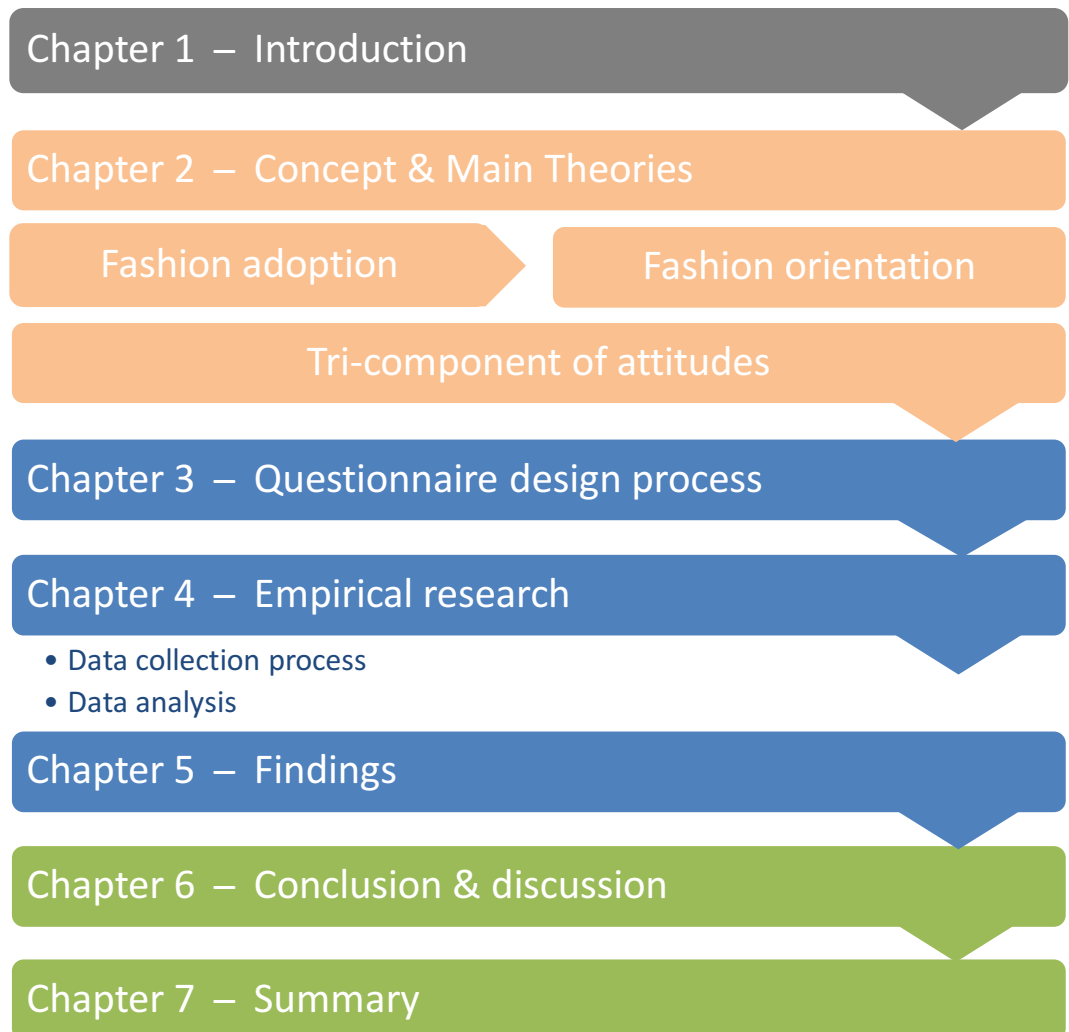 Chapter 1 – Introduction
Chapter 2 – Concept & Main Theories
Fashion adoption
Fashion orientation
Tri-component of attitudes
Chapter 3 – Questionnaire design process
Chapter 4 – Empirical research
• Data collection process
• Data analysis
Chapter 5 – Findings
Chapter 6 – Conclusion & discussion
Chapter 7 – Summary